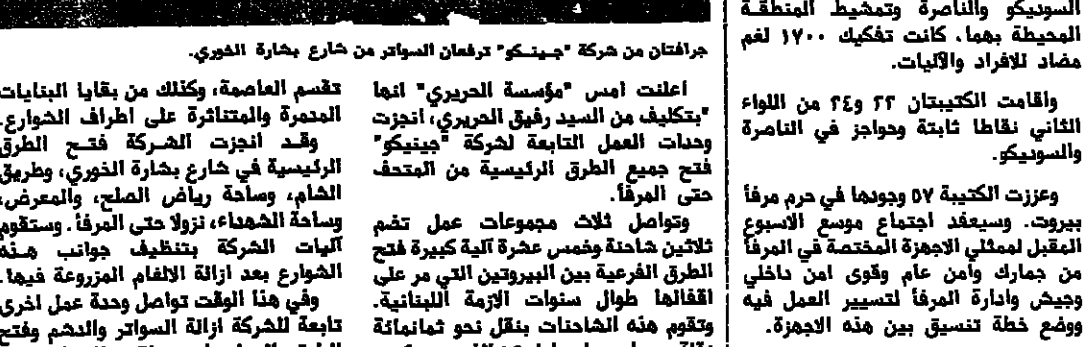 السوديكو والناصرة وتمشيط المنطقة
المحيطة بهما. كانت تفكيك ١٧٠٠ لغم
مضاد للافراد والآليات.
واقامت الكتيبتان ٢٢ و٢٤ من اللواء
الثاني نقاطا ثابتة وحواجز في الناصرة
والسوديكو.
وعززت الكتيبة ٥٧ وجودها في حرم مرفأ
بيروت. وسيعقد اجتماع موسع الاسبوع
المقبل لممثلي الاجهزة المختصة في المرفأ
من جمارك وامن عام وقوى امن داخلي
وجيش وادارة المرفأ لتسيير العمل فيه
ووضع خطة تنسيق بين هذه الاجهزة.
جرافتان من شركة "جينيكو" ترفعان السواتر من شارع بشارة الخوري.
أعلنت امس "مؤسسة الحريري" انها
"بتكليف من السيد رفيق الحريري، انجزت
وحدات العمل التابعة لشركة "جينيكو"
فتح جميع الطرق الرئيسية من المتحف
حتى المرفأ.
وتواصل ثلاث مجموعات عمل تضم
ثلاثين شاحنة وخمس عشرة آلية كبيرة فتح
الطرق الفرعية بين البيروتين التي مر على
اقفالها طوال سنوات الازمة اللبنانية.
وتقوم هذه الشاحنات بنقل نحو ثمانمائة
تقسم العاصمة، وكذلك من بقايا البنايات
المدمرة والمتناثرة على اطراف الشوارع.
وقد انجزت الشركة فتح الطرق
الرئيسية في شارع بشارة الخوري، وطريق
الشام، وساحة رياض الصلح، والمعرض،
وساحة الشهداء، نزولا حتى المرفأ. وستقوم
آليات الشركة بتنظيف جوانب هذه
الشوارع بعد ازالة الالغام المزروعة فيها.
وفي هذا الوقت تواصل وحدة عمل اخرى
تابعة للشركة ازالة السواتر والدشم وفتح